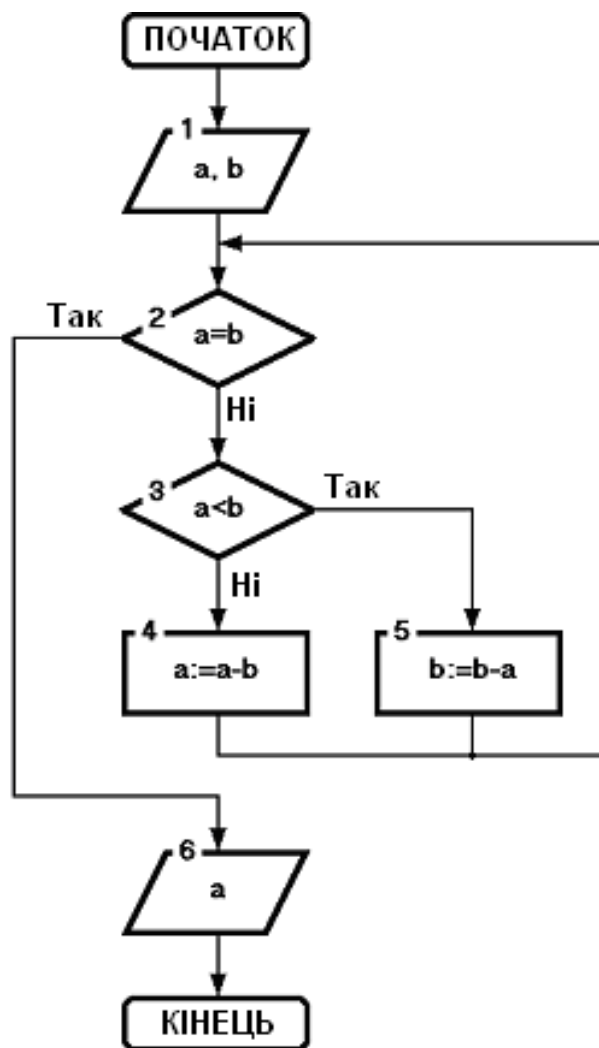 ПОЧАТОК
1
a, b
2
Так
a=b
Ні
3
a<b
Так
Ні
4
a:=a-b
5
b:=b-a
6
a
КІНЕЦЬ